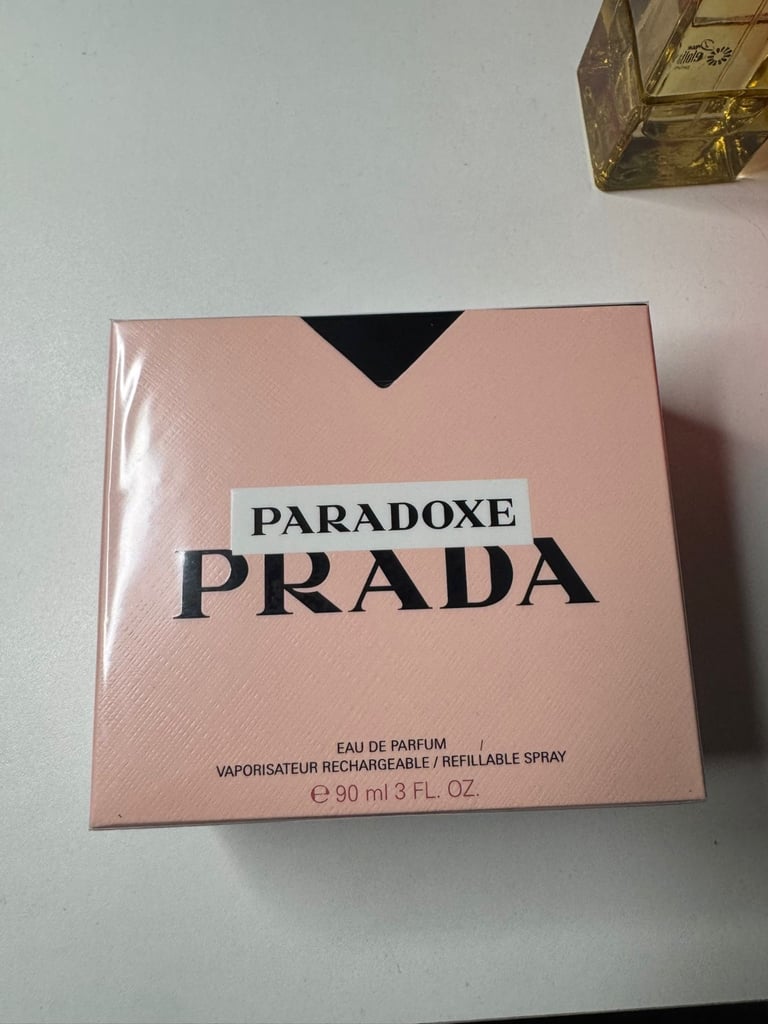 PARADOXE
PRADA
EAU DE PARFUM /
VAPORISATEUR RECHARGEABLE / REFILLABLE SPRAY
℮ 90 ml 3 FL. OZ.